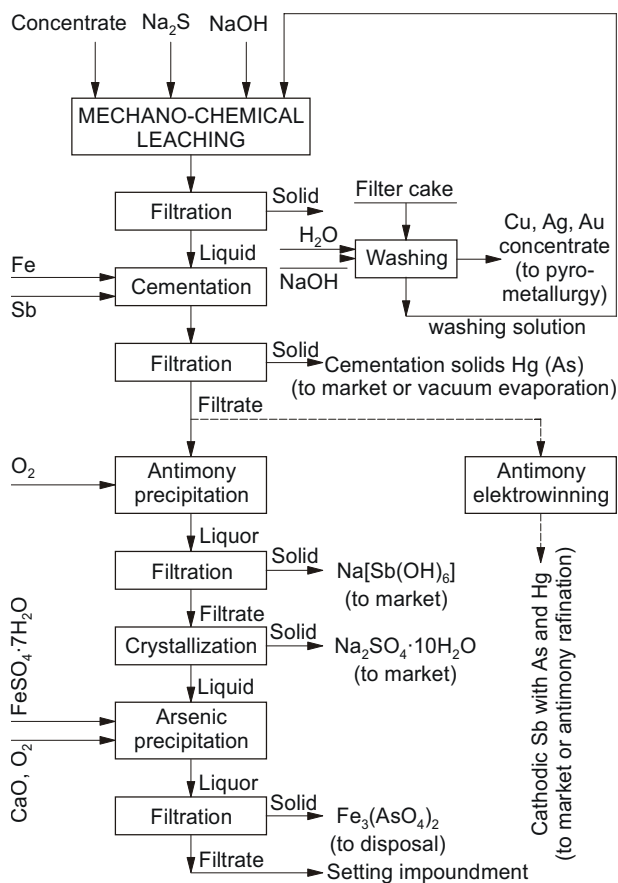 Concentrate Na₂S NaOH
MECHANO-CHEMICAL
LEACHING
Filtration
Solid
Filter cake
Liquid
H₂O
NaOH
Washing
Cu, Ag, Au
concentrate
(to pyro-
metallurgy)
washing solution
Fe
Sb
Cementation
Filtration
Solid
Cementation solids Hg (As)
(to market or vacuum evaporation)
Filtrate
O₂
Antimony
precipitation
Antimony
elektrowinning
Liquor
Filtration
Solid
Na[Sb(OH)₆]
(to market)
Filtrate
Crystallization
Solid
Na₂SO₄·10H₂O
(to market)
Cathodic Sb with As and Hg
(to market or antimony rafination)
Liquid
FeSO₄·7H₂O
CaO, O₂
Arsenic
precipitation
Liquor
Filtration
Solid
Fe₃(AsO₄)₂
(to disposal)
Filtrate
Setting impoundment